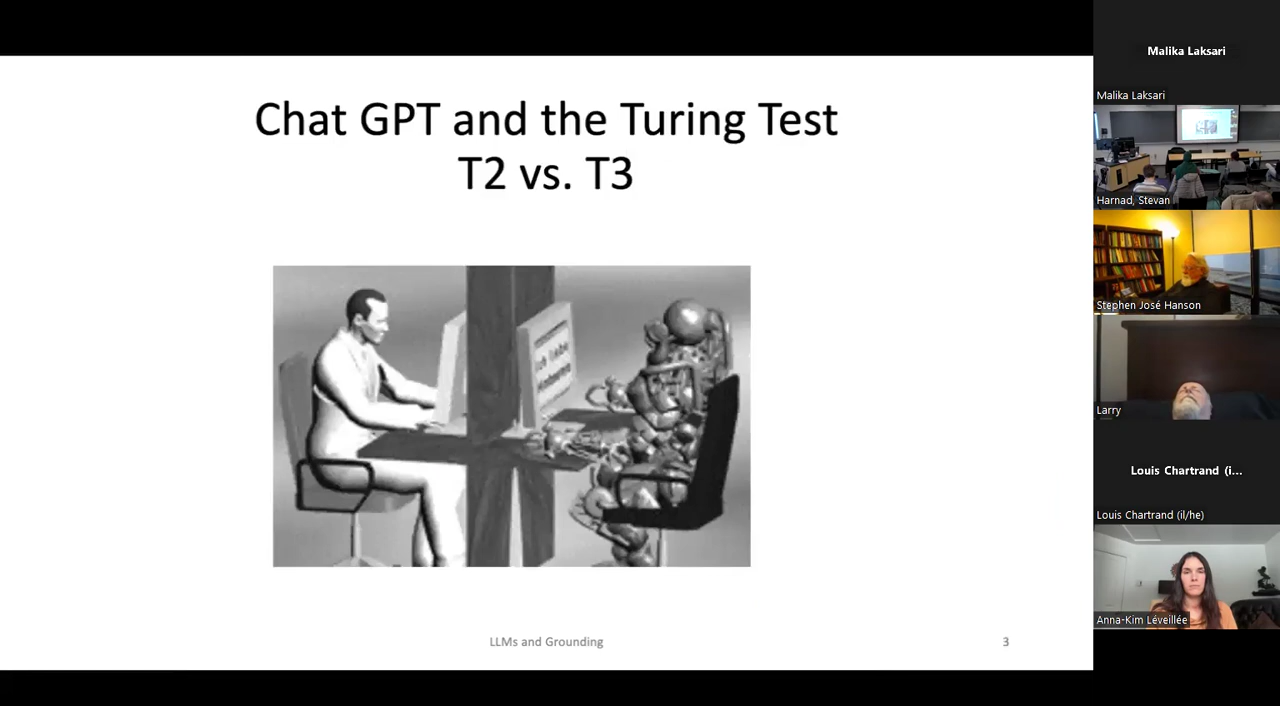 Chat GPT and the Turing Test
T2 vs. T3
LLMs and Grounding
3
Malika Laksari
Malika Laksari
Harnad, Stevan
Stephen José Hanson
Larry
Louis Chartrand (i...
Louis Chartrand (il/he)
Anna-Kim Léveillée